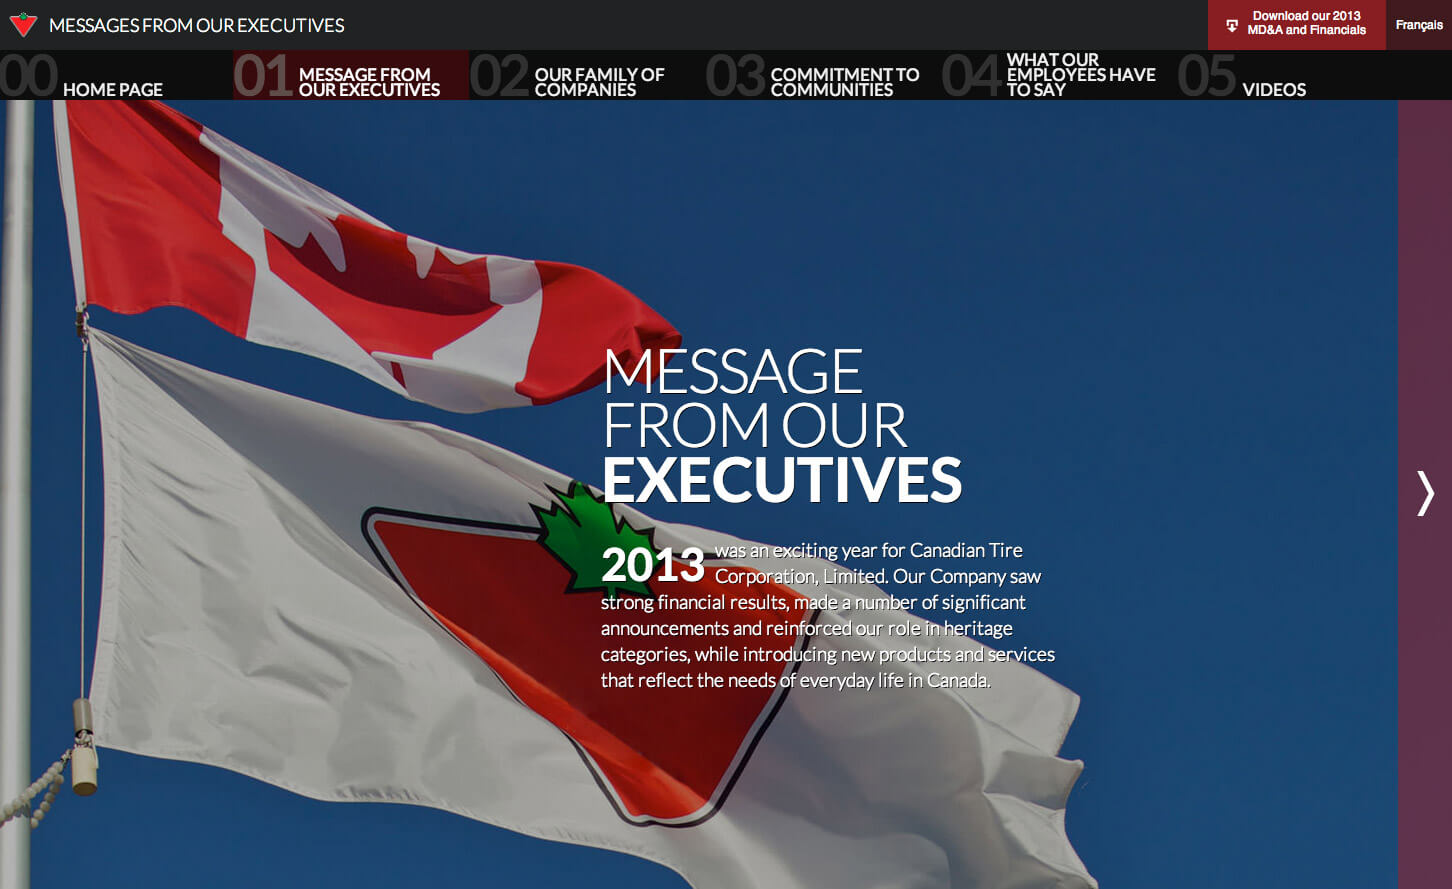 MESSAGES FROM OUR EXECUTIVES
Download our 2013
MD&A and Financials
Français
00 HOME PAGE
01 MESSAGE FROM
OUR EXECUTIVES
02 OUR FAMILY OF
COMPANIES
03 COMMITMENT TO
COMMUNITIES
04 WHAT OUR
EMPLOYEES HAVE
TO SAY
05 VIDEOS
MESSAGE
FROM OUR
EXECUTIVES
2013 was an exciting year for Canadian Tire
Corporation, Limited. Our Company saw
strong financial results, made a number of significant
announcements and reinforced our role in heritage
categories, while introducing new products and services
that reflect the needs of everyday life in Canada.